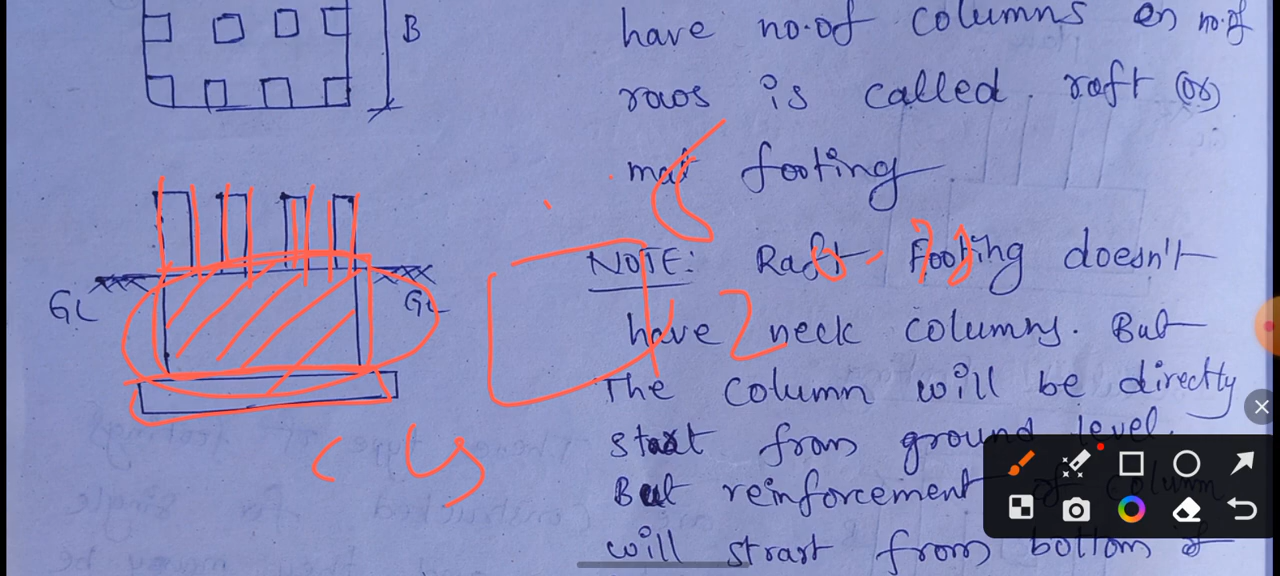 B
have no.of columns en no.of
rows is called. raft (or)
mat footing
NOTE: Raft - Footing doesn't
GL
GL
have neck columns. But
The column will be directly
start from ground level.
But reinforcement of column
will strart from bottom of